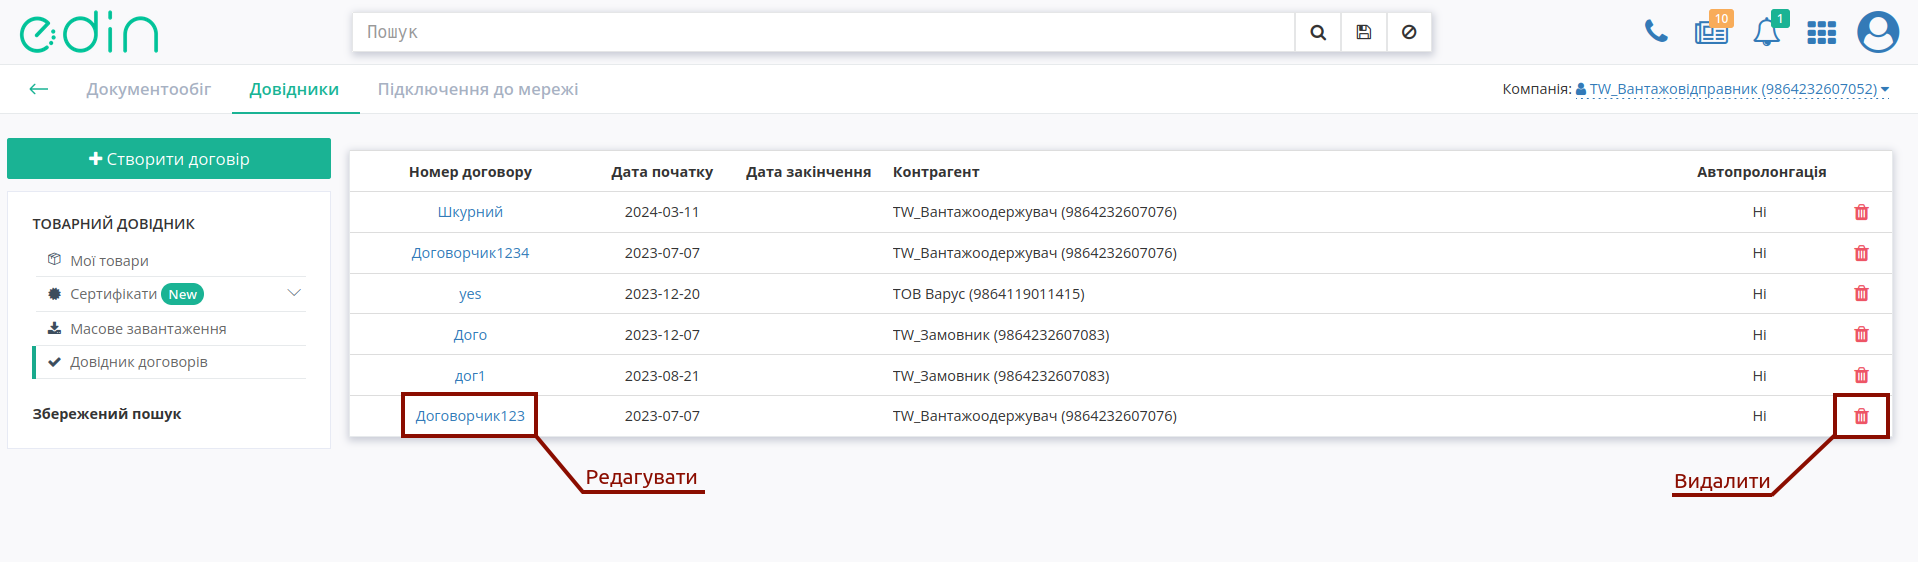 edin
Пошук
10
1
Документообіг Довідники Підключення до мережі
Компанія: TW_Вантажовідправник (9864232607052)
Створити договір
ТОВАРНИЙ ДОВІДНИК
Мої товари
Сертифікати New
Масове завантаження
Довідник договорів
Збережений пошук
Номер договору Дата початку Дата закінчення Контрагент Автопролонгація
Шкурний 2024-03-11 TW_Вантажоодержувач (9864232607076) Ні
Договорчик1234 2023-07-07 TW_Вантажоодержувач (9864232607076) Ні
yes 2023-12-20 ТОВ Варус (9864119011415) Ні
Дого 2023-12-07 TW_Замовник (9864232607083) Ні
дог1 2023-08-21 TW_Замовник (9864232607083) Ні
Договорчик123 2023-07-07 TW_Вантажоодержувач (9864232607076) Ні
Редагувати
Видалити